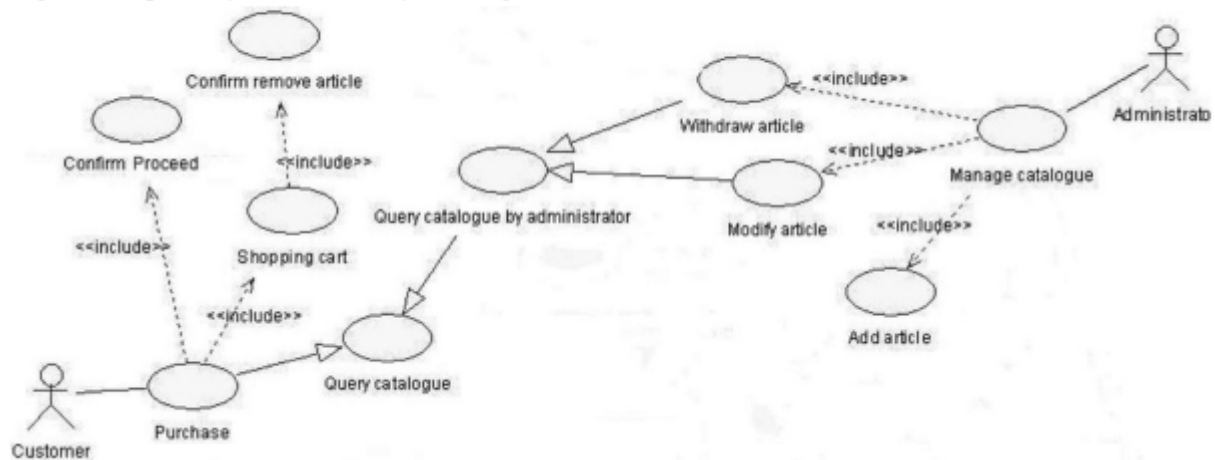 Confirm remove article
<<include>>
Withdraw article
Administrato
Confirm Proceed
<<include>>
<<include>>
Manage catalogue
Query catalogue by administrator
Modify article
<<include>>
<<include>>
Shopping cart
<<include>>
Add article
Query catalogue
Purchase
Customer